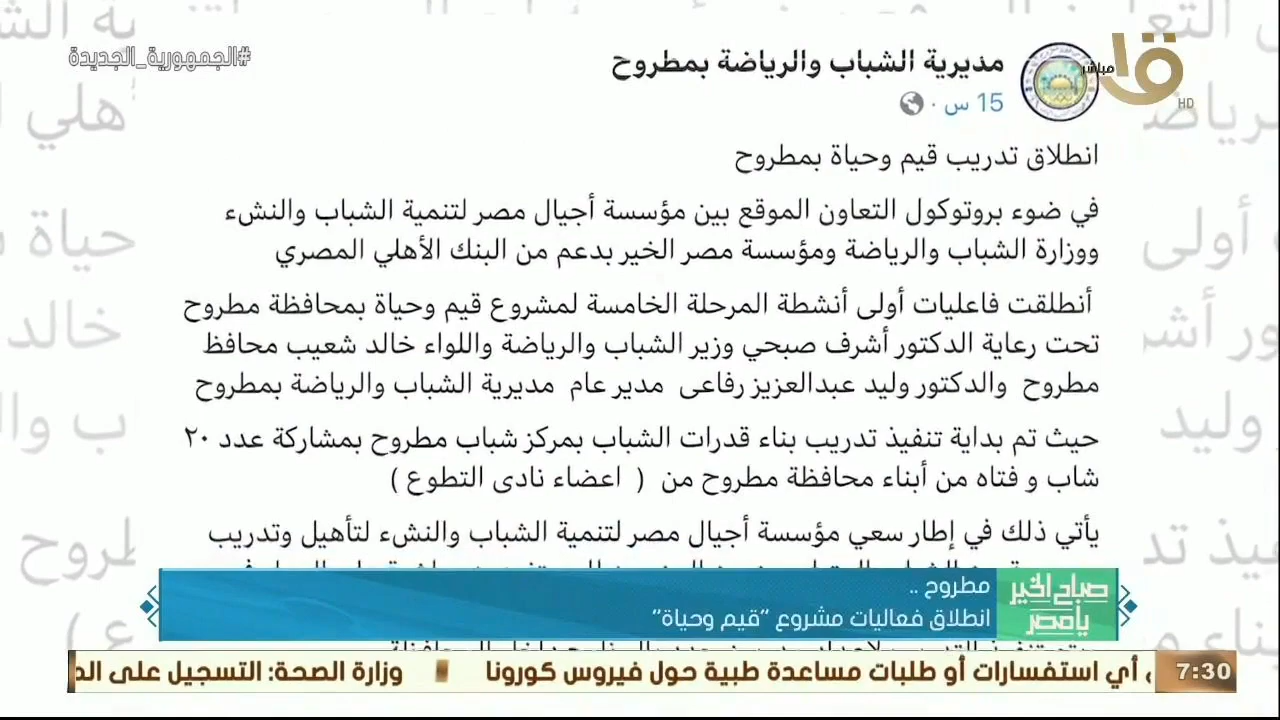 #الجمهورية_الجديدة
مباشر
HD
مديرية الشباب والرياضة بمطروح
15 س ·
انطلاق تدريب قيم وحياة بمطروح
في ضوء بروتوكول التعاون الموقع بين مؤسسة أجيال مصر لتنمية الشباب والنشء
ووزارة الشباب والرياضة ومؤسسة مصر الخير بدعم من البنك الأهلي المصري
أنطلقت فاعليات أولى أنشطة المرحلة الخامسة لمشروع قيم وحياة بمحافظة مطروح
تحت رعاية الدكتور أشرف صبحي وزير الشباب والرياضة واللواء خالد شعيب محافظ
مطروح والدكتور وليد عبدالعزيز رفاعى مدير عام مديرية الشباب والرياضة بمطروح
حيث تم بداية تنفيذ تدريب بناء قدرات الشباب بمركز شباب مطروح بمشاركة عدد ٢٠
شاب و فتاه من أبناء محافظة مطروح من ( اعضاء نادى التطوع )
يأتي ذلك في إطار سعي مؤسسة أجيال مصر لتنمية الشباب والنشء لتأهيل وتدريب
صباح الخير
يا مصر
مطروح ..
انطلاق فعاليات مشروع "قيم وحياة"
7:30
أي استفسارات أو طلبات مساعدة طبية حول فيروس كورونا وزارة الصحة: التسجيل على